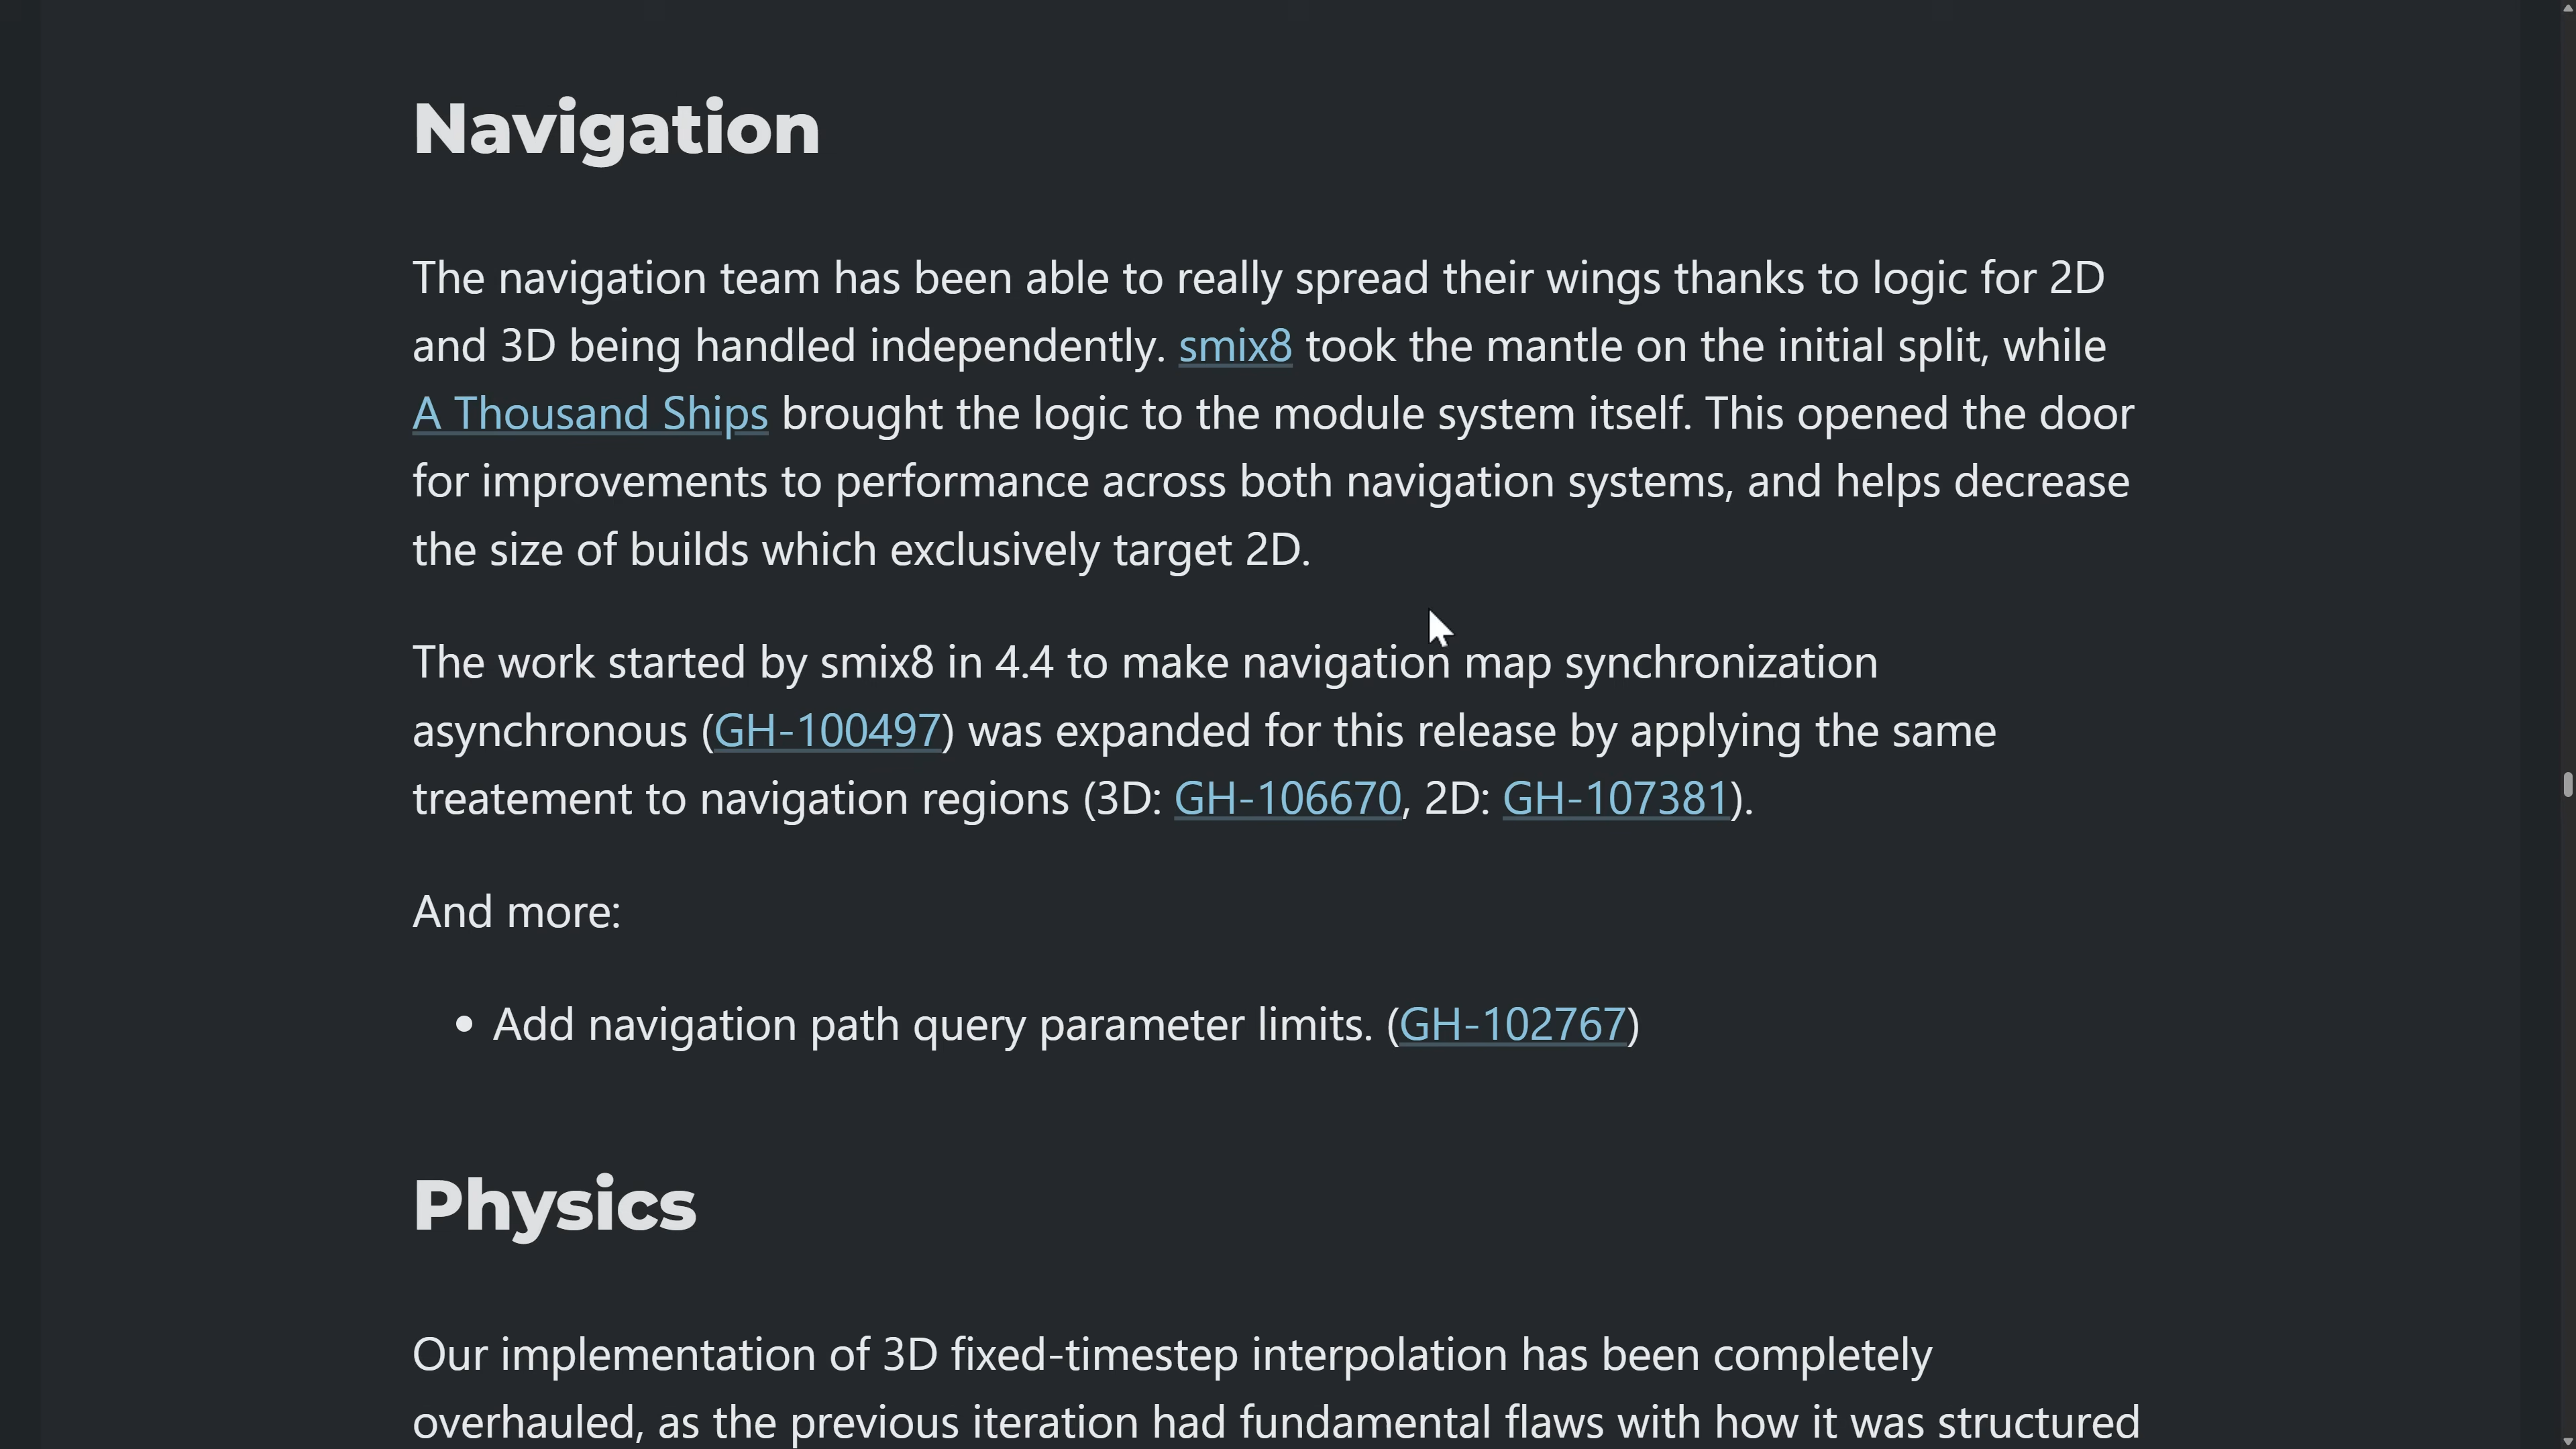 Navigation
The navigation team has been able to really spread their wings thanks to logic for 2D
and 3D being handled independently. smix8 took the mantle on the initial split, while
A Thousand Ships brought the logic to the module system itself. This opened the door
for improvements to performance across both navigation systems, and helps decrease
the size of builds which exclusively target 2D.
The work started by smix8 in 4.4 to make navigation map synchronization
asynchronous (GH-100497) was expanded for this release by applying the same
treatement to navigation regions (3D: GH-106670, 2D: GH-107381).
And more:
• Add navigation path query parameter limits. (GH-102767)
Physics
Our implementation of 3D fixed-timestep interpolation has been completely
overhauled, as the previous iteration had fundamental flaws with how it was structured